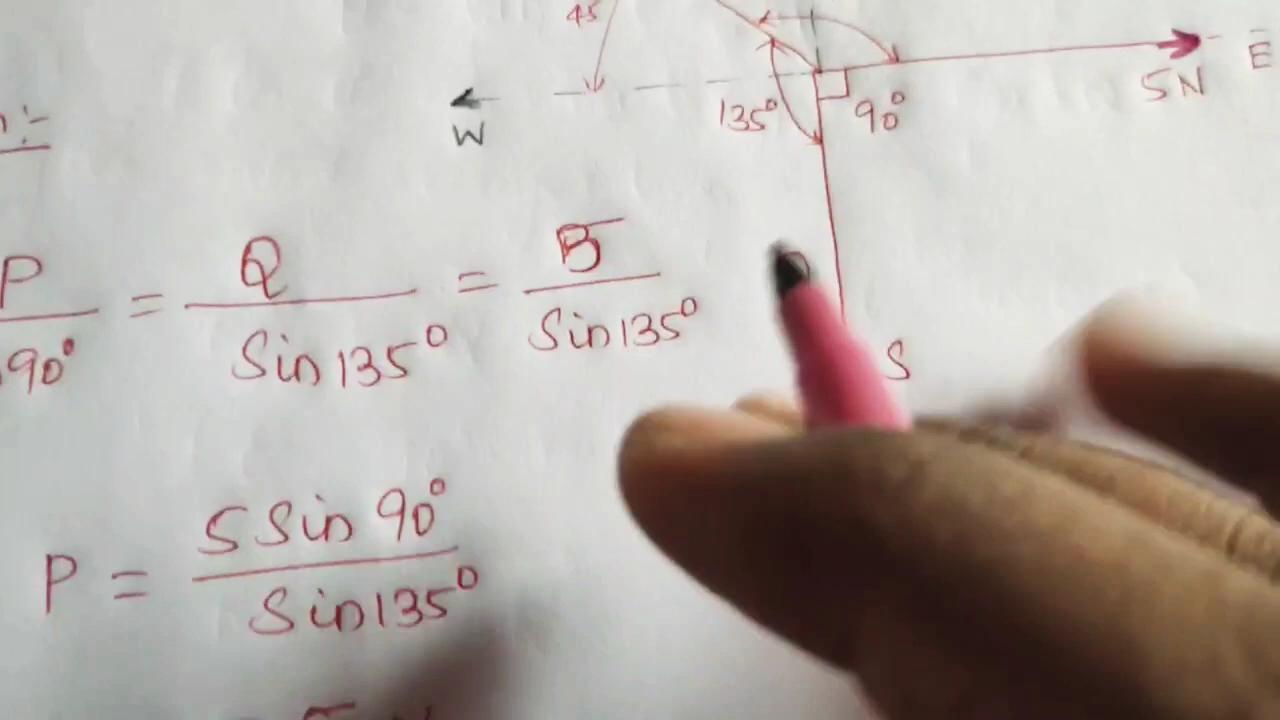 45
E
5N
W
135° 90°
n:-
P = Q = 5
90° Sin 135° Sin 135°
S
P = 5 Sin 90°
Sin 135°